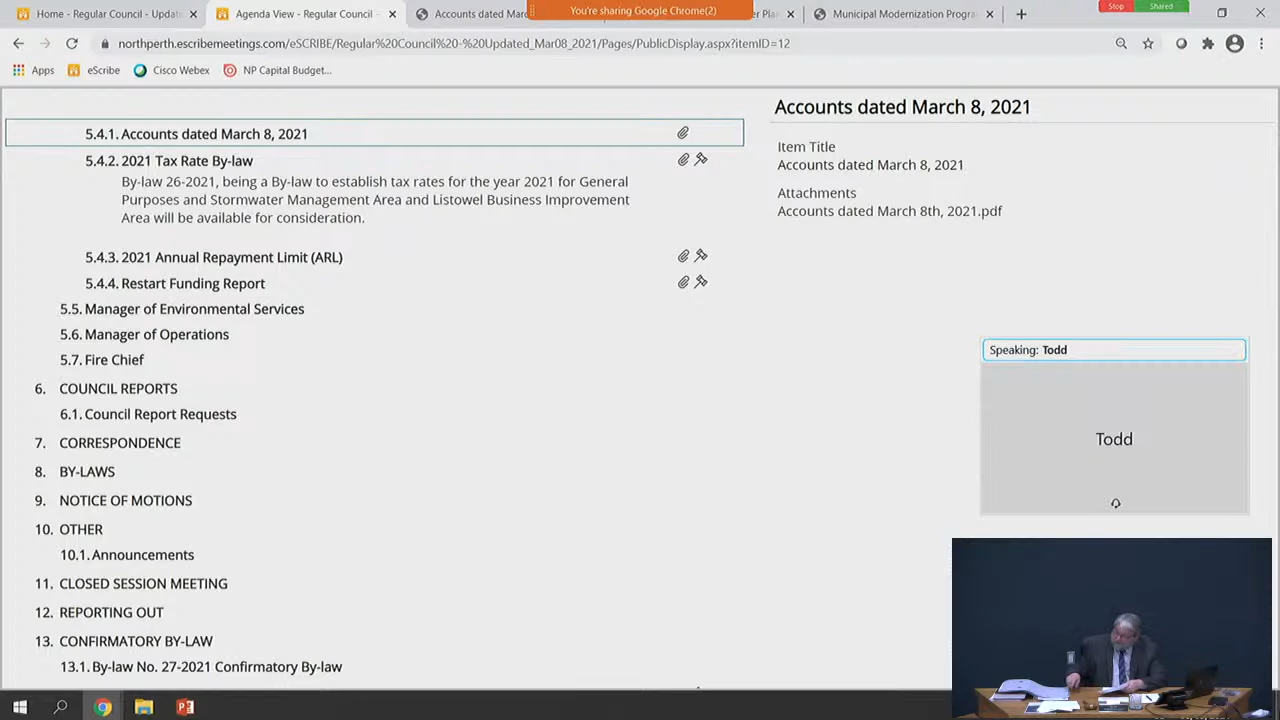 You're sharing Google Chrome(2)
Stop Shared
Home - Regular Council - Updat
Agenda View - Regular Council -
Accounts dated Mar
er Plan
Municipal Modernization Progra
northperth.escribemeetings.com/eSCRIBE/Regular%20Council%20-%20Updated_Mar08_2021/Pages/PublicDisplay.aspx?itemID=12
Apps
eScribe
Cisco Webex
NP Capital Budget...
5.4.1. Accounts dated March 8, 2021
5.4.2. 2021 Tax Rate By-law
By-law 26-2021, being a By-law to establish tax rates for the year 2021 for General
Purposes and Stormwater Management Area and Listowel Business Improvement
Area will be available for consideration.
5.4.3. 2021 Annual Repayment Limit (ARL)
5.4.4. Restart Funding Report
5.5. Manager of Environmental Services
5.6. Manager of Operations
5.7. Fire Chief
6. COUNCIL REPORTS
6.1. Council Report Requests
7. CORRESPONDENCE
8. BY-LAWS
9. NOTICE OF MOTIONS
10. OTHER
10.1. Announcements
11. CLOSED SESSION MEETING
12. REPORTING OUT
13. CONFIRMATORY BY-LAW
13.1. By-law No. 27-2021 Confirmatory By-law
Accounts dated March 8, 2021
Item Title
Accounts dated March 8, 2021
Attachments
Accounts dated March 8th, 2021.pdf
Speaking: Todd
Todd